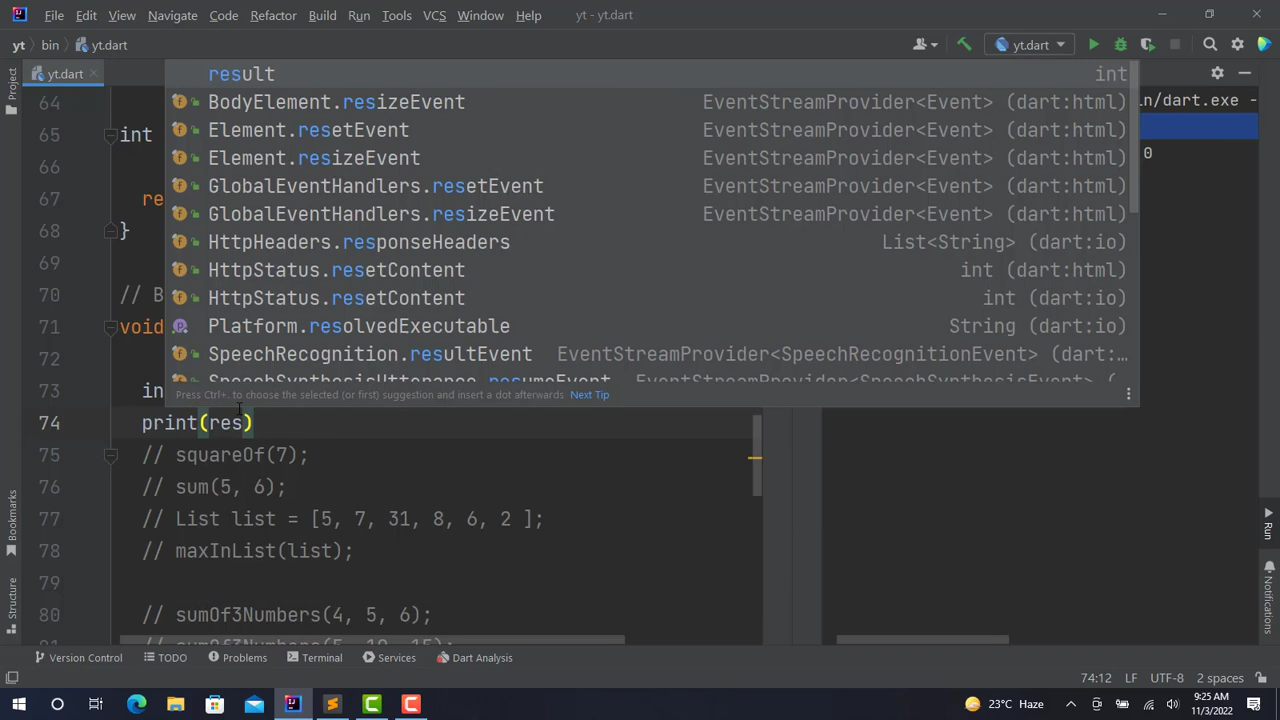 File Edit View Navigate Code Refactor Build Run Tools VCS Window Help yt - yt.dart
yt bin yt.dart yt.dart
Project
yt.dart
result int
BodyElement.resizeEvent EventStreamProvider<Event> (dart:html)
Element.resetEvent EventStreamProvider<Event> (dart:html)
Element.resizeEvent EventStreamProvider<Event> (dart:html)
GlobalEventHandlers.resetEvent EventStreamProvider<Event> (dart:html)
GlobalEventHandlers.resizeEvent EventStreamProvider<Event> (dart:html)
HttpHeaders.responseHeaders List<String> (dart:io)
HttpStatus.resetContent int (dart:html)
HttpStatus.resetContent int (dart:io)
Platform.resolvedExecutable String (dart:io)
SpeechRecognition.resultEvent EventStreamProvider<SpeechRecognitionEvent> (dart:...
SpeechSynthesisUtterance.resumeEvent EventStreamProvider<SpeechSynthesisEvent> (
Press Ctrl+. to choose the selected (or first) suggestion and insert a dot afterwards Next Tip
n/dart.exe -
0
64
65 int
66
67 re
68 }
69
70 // B
71 void
72
73 in
74 print(res)
75 // squareOf(7);
76 // sum(5, 6);
77 // List list = [5, 7, 31, 8, 6, 2 ];
78 // maxInList(list);
79
80 // sumOf3Numbers(4, 5, 6);
81 // sumOf3Numbers(5, 10, 15);
Bookmarks
Structure
Run
Notifications
Version Control TODO Problems Terminal Services Dart Analysis
74:12 LF UTF-8 2 spaces
23°C Haze
9:25 AM
11/3/2022